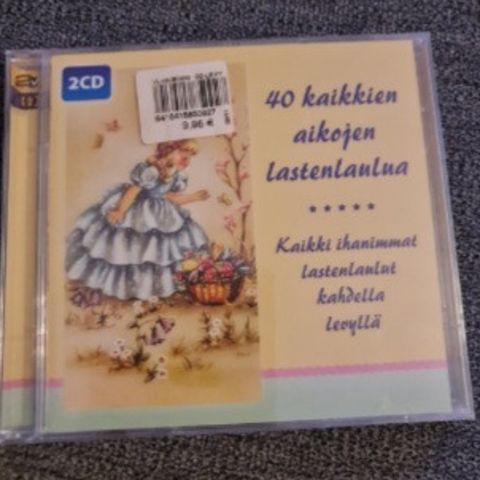 2CD
9,95 €
40 kaikkien
aikojen
lastenlaulua
★★★★★
Kaikki ihanimmat
lastenlaulut
kahdella
levyllä